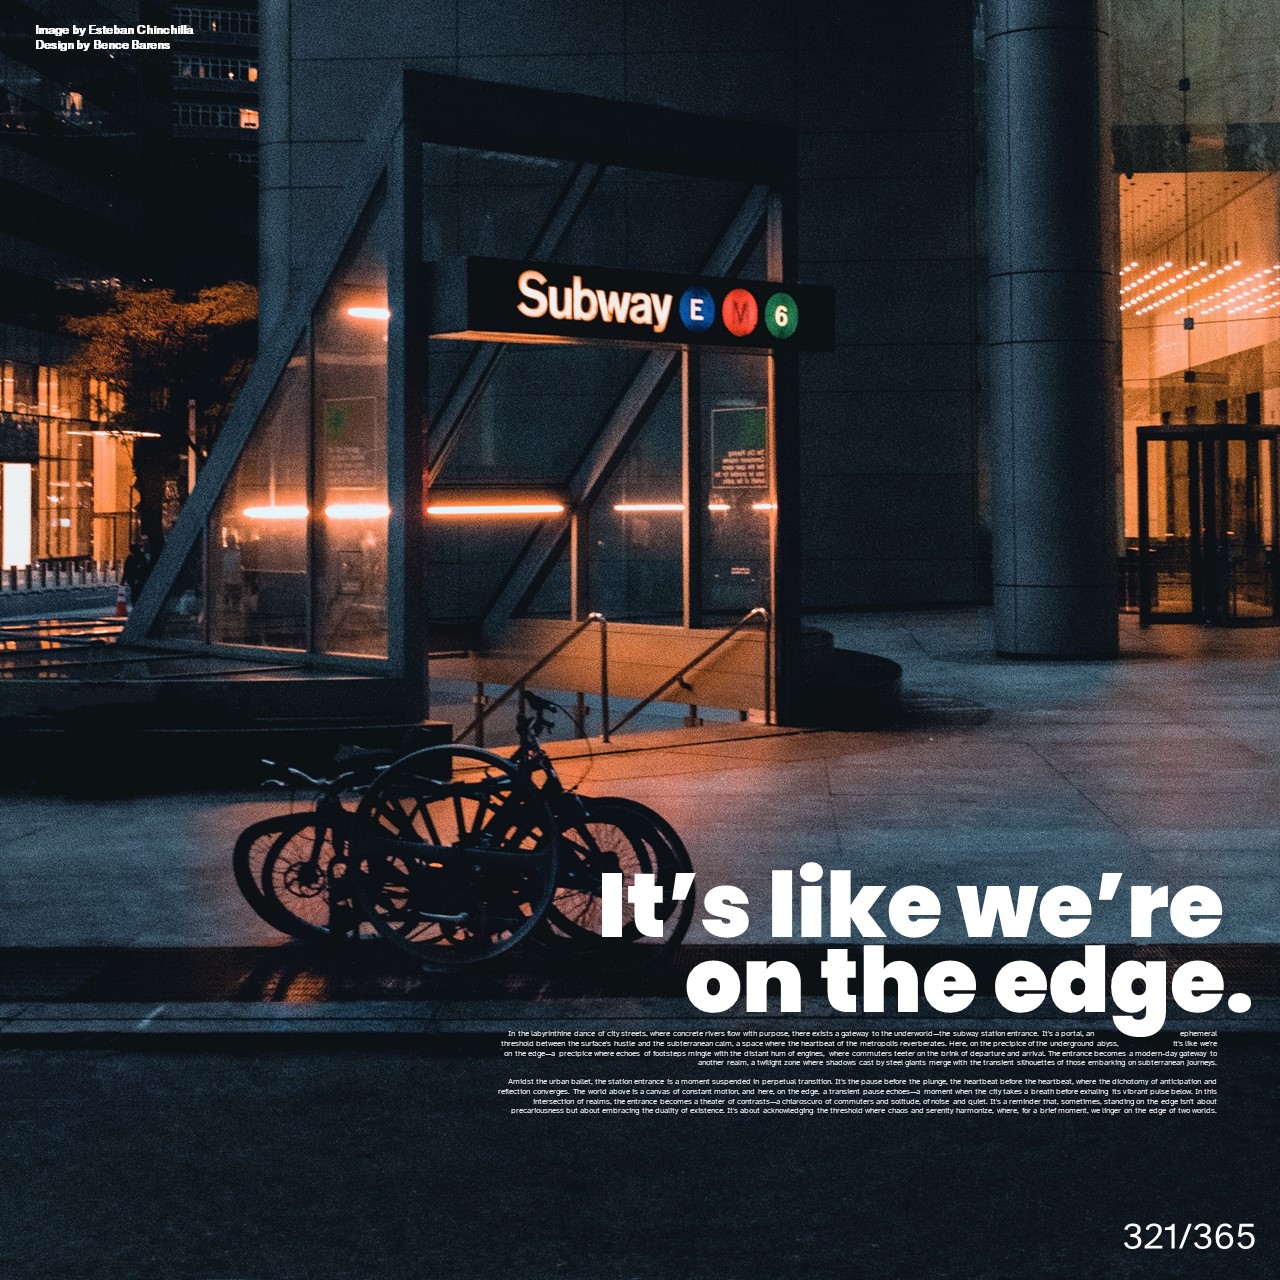 Image by Esteban Chinchilla
Design by Bence Barens
Subway E M 6
It’s like we’re
on the edge.
In the labyrinthine dance of city streets, where concrete rivers flow with purpose, there exists a gateway to the underworld—the subway station entrance. It's a portal, an ephemeral
threshold between the surface's hustle and the subterranean calm, a space where the heartbeat of the metropolis reverberates. Here, on the precipice of the underground abyss, it's like we're
on the edge—a precipice where echoes of footsteps mingle with the distant hum of engines, where commuters teeter on the brink of departure and arrival. The entrance becomes a modern-day gateway to
another realm, a twilight zone where shadows cast by steel giants merge with the transient silhouettes of those embarking on subterranean journeys.
Amidst the urban ballet, the station entrance is a moment suspended in perpetual transition. It's the pause before the plunge, the heartbeat before the heartbeat, where the dichotomy of anticipation and
reflection converges. The world above is a canvas of constant motion, and here, on the edge, a transient pause echoes—a moment when the city takes a breath before exhaling its vibrant pulse below. In this
intersection of realms, the entrance becomes a theater of contrasts—a chiaroscuro of commuters and solitude, of noise and quiet. It's a reminder that, sometimes, standing on the edge isn't about
precariousness but about embracing the duality of existence. It's about acknowledging the threshold where chaos and serenity harmonize, where, for a brief moment, we linger on the edge of two worlds.
321/365